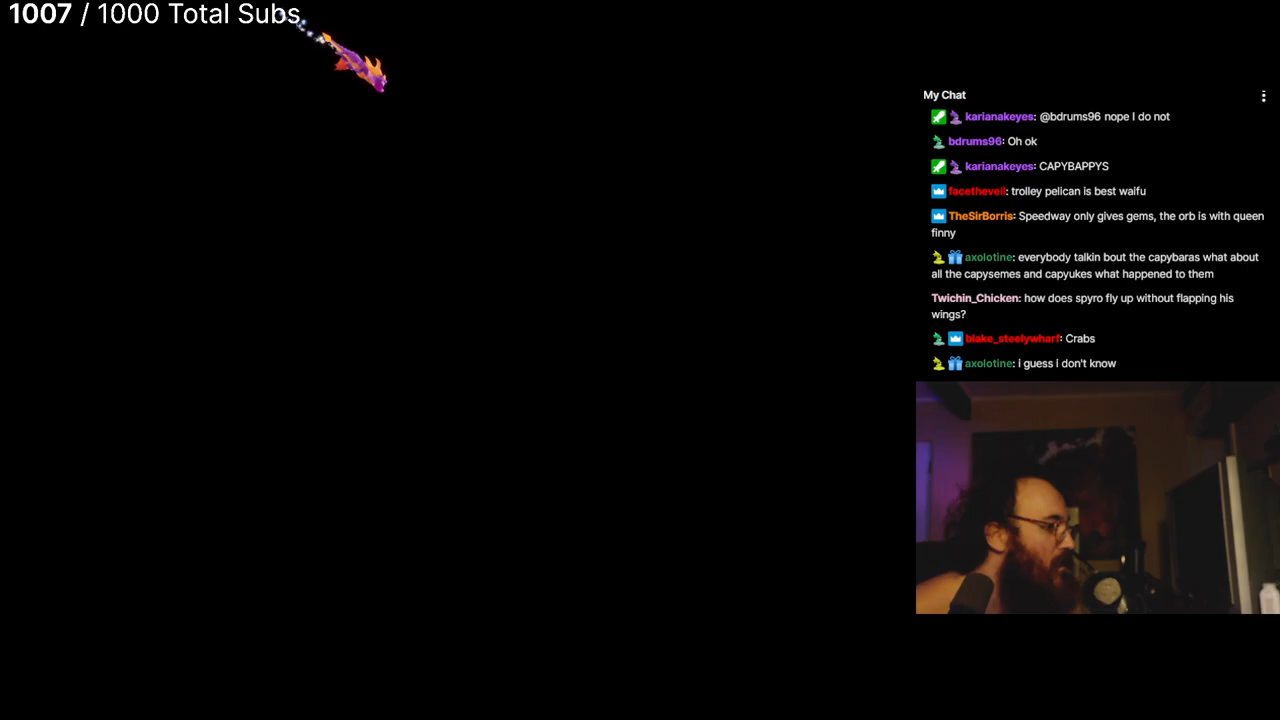 1007 / 1000 Total Subs
My Chat
karianakeyes: @bdrums96 nope I do not
bdrums96: Oh ok
karianakeyes: CAPYBAPPYS
facetheveil: trolley pelican is best waifu
TheSirBorris: Speedway only gives gems, the orb is with queen
finny
axolotine: everybody talkin bout the capybaras what about
all the capysemes and capyukes what happened to them
Twichin_Chicken: how does spyro fly up without flapping his
wings?
blake_steelywharf: Crabs
axolotine: i guess i don't know